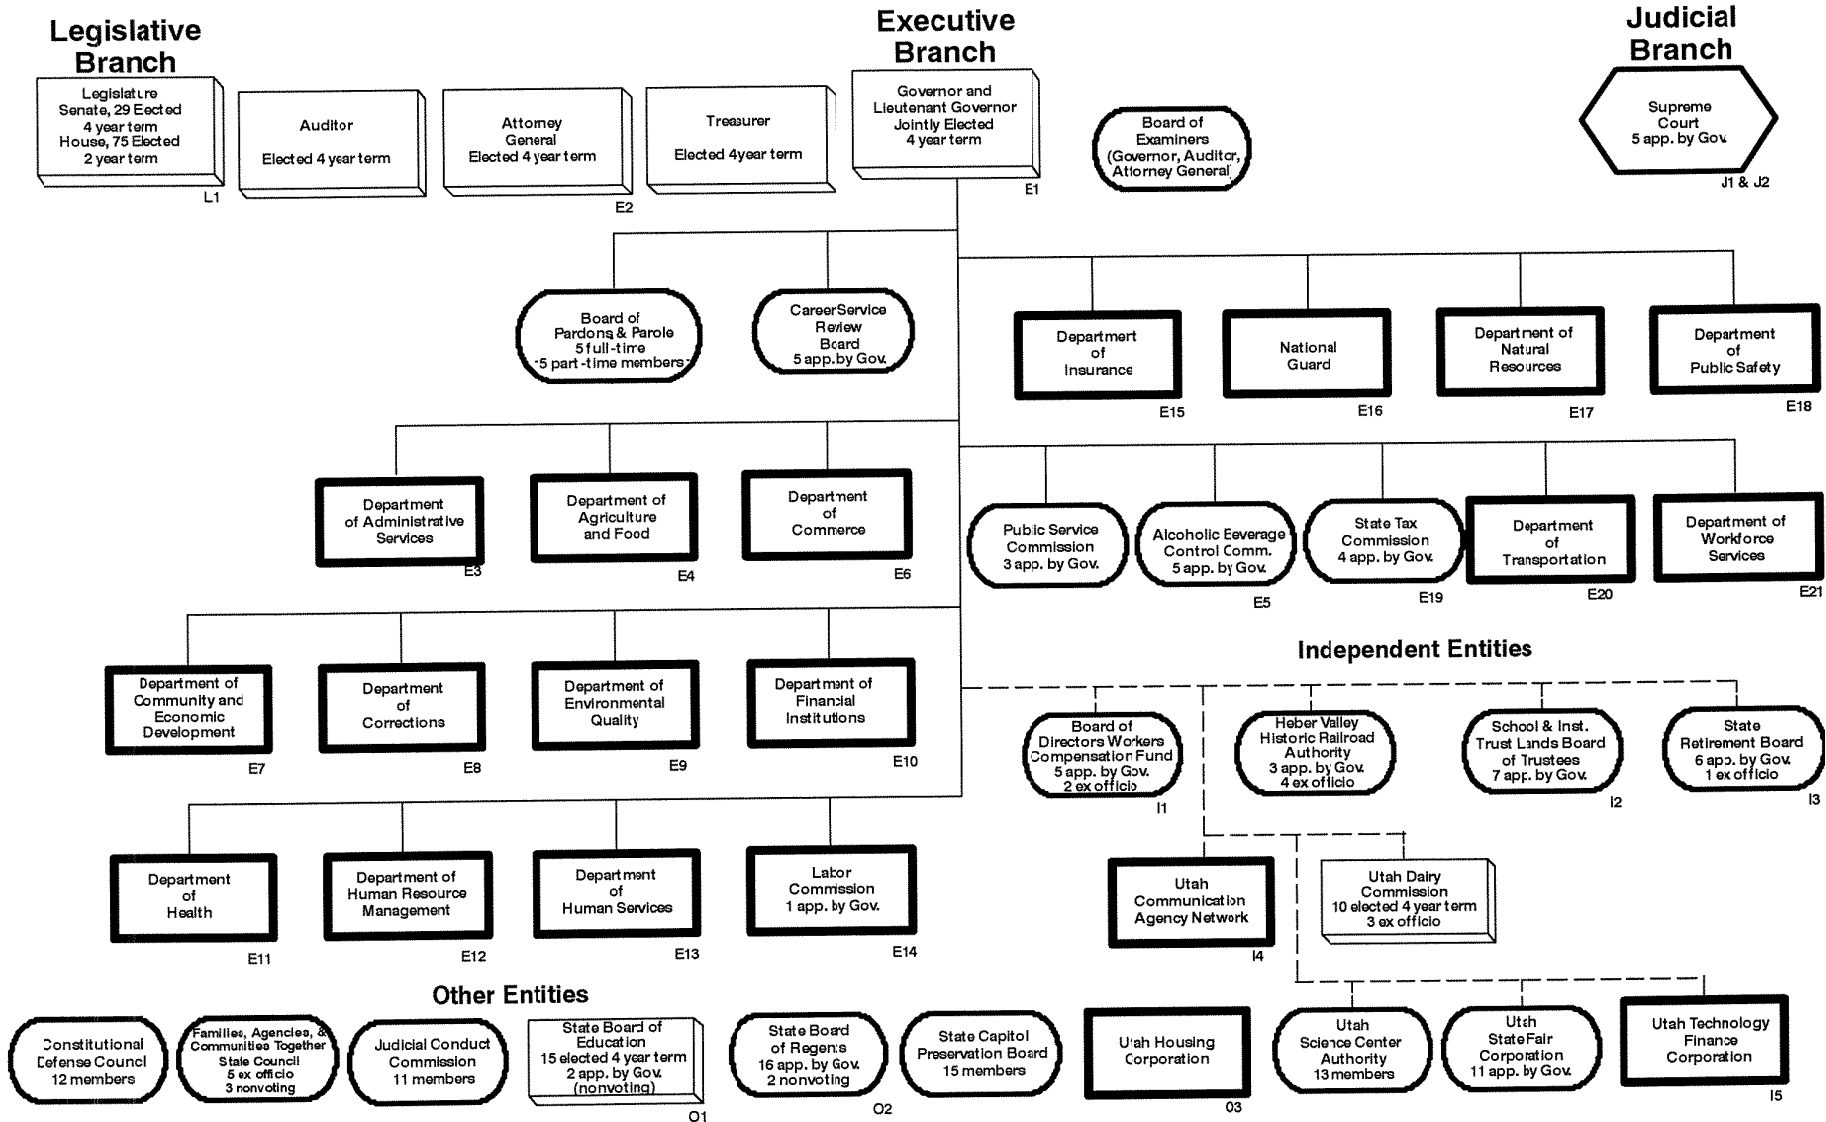 Legislative
Branch
Executive
Branch
Judicial
Branch
Legislature
Senate, 29 Elected
4 year term
House, 75 Elected
2 year term
L1
Auditor
Elected 4 year term
Attorney
General
Elected 4 year term
E2
Treasurer
Elected 4 year term
Governor and
Lieutenant Governor
Jointly Elected
4 year term
E1
Board of
Examiners
(Governor, Auditor,
Attorney General)
Supreme
Court
5 app. by Gov.
J1 & J2
Board of
Pardons & Parole
5 full-time
5 part-time members
Career Service
Review
Board
5 app. by Gov.
Department
of
Insurance
E15
National
Guard
E16
Department of
Natural
Resources
E17
Department
of
Public Safety
E18
Department
of Administrative
Services
E3
Department of
Agriculture
and Food
E4
Department
of
Commerce
E6
Public Service
Commission
3 app. by Gov.
Alcoholic Beverage
Control Comm.
5 app. by Gov.
E5
State Tax
Commission
4 app. by Gov.
E19
Department
of
Transportation
E20
Department of
Workforce
Services
E21
Department of
Community and
Economic
Development
E7
Department
of
Corrections
E8
Department of
Environmental
Quality
E9
Department of
Financial
Institutions
E10
Independent Entities
Board of
Directors Workers
Compensation Fund
5 app. by Gov.
2 ex officio
I1
Heber Valley
Historic Railroad
Authority
3 app. by Gov.
4 ex officio
School & Inst.
Trust Lands Board
of Trustees
7 app. by Gov.
I2
State
Retirement Board
6 app. by Gov.
1 ex officio
I3
Department
of
Health
E11
Department of
Human Resource
Management
E12
Department
of
Human Services
E13
Labor
Commission
1 app. by Gov.
E14
Utah
Communication
Agency Network
I4
Utah Dairy
Commission
10 elected 4 year term
3 ex officio
Other Entities
Constitutional
Defense Council
12 members
Families, Agencies, &
Communities Together
State Council
5 ex officio
3 nonvoting
Judicial Conduct
Commission
11 members
State Board of
Education
15 elected 4 year term
2 app. by Gov.
(nonvoting)
O1
State Board
of Regents
16 app. by Gov.
2 nonvoting
O2
State Capitol
Preservation Board
15 members
Utah Housing
Corporation
03
Utah
Science Center
Authority
13 members
Utah
State Fair
Corporation
11 app. by Gov.
Utah Technology
Finance
Corporation
I5